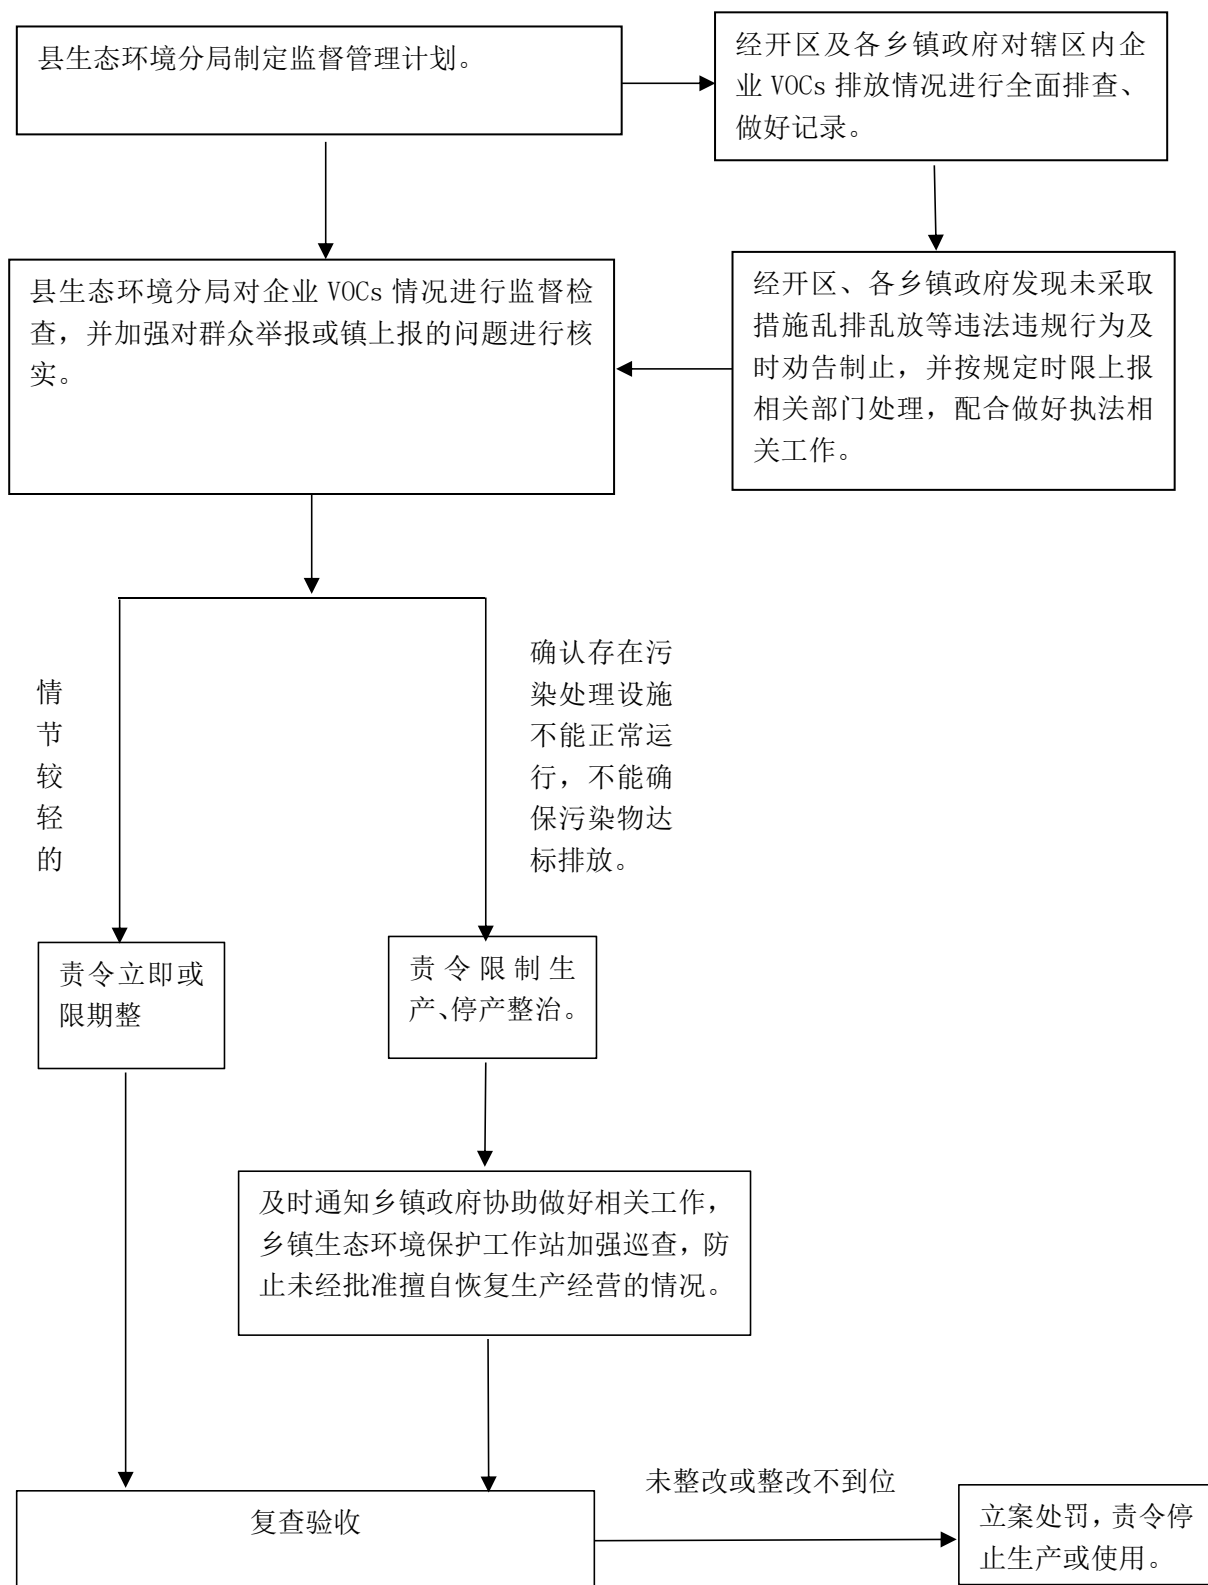 县生态环境分局制定监督管理计划。
经开区及各乡镇政府对辖区内企
业 VOCs 排放情况进行全面排查、
做好记录。
县生态环境分局对企业 VOCs 情况进行监督检
查，并加强对群众举报或镇上报的问题进行核
实。
经开区、各乡镇政府发现未采取
措施乱排乱放等违法违规行为及
时劝告制止，并按规定时限上报
相关部门处理，配合做好执法相
关工作。
情
节
较
轻
的
确认存在污
染处理设施
不能正常运
行，不能确
保污染物达
标排放。
责令立即或
限期整
责令限制生
产、停产整治。
及时通知乡镇政府协助做好相关工作，
乡镇生态环境保护工作站加强巡查，防
止未经批准擅自恢复生产经营的情况。
复查验收
未整改或整改不到位
立案处罚，责令停
止生产或使用。